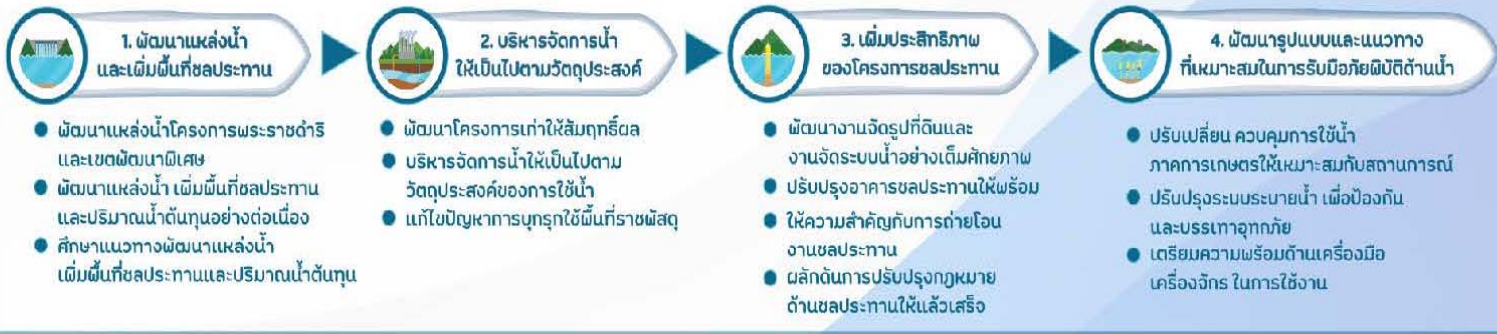 1. พัฒนาแหล่งน้ำ
และเพิ่มพื้นที่ชลประทาน
● พัฒนาแหล่งน้ำโครงการพระราชดำริ
และเขตพัฒนาพิเศษ
● พัฒนาแหล่งน้ำ เพิ่มพื้นที่ชลประทาน
และปริมาณน้ำต้นทุนอย่างต่อเนื่อง
● ศึกษาแนวทางพัฒนาแหล่งน้ำ
เพิ่มพื้นที่ชลประทานและปริมาณน้ำต้นทุน
2. บริหารจัดการน้ำ
ให้เป็นไปตามวัตถุประสงค์
● พัฒนาโครงการเก่าให้สัมฤทธิ์ผล
● บริหารจัดการน้ำให้เป็นไปตาม
วัตถุประสงค์ของการใช้น้ำ
● แก้ไขปัญหาการบุกรุกใช้พื้นที่ราชพัสดุ
3. เพิ่มประสิทธิภาพ
ของโครงการชลประทาน
● พัฒนางานจัดรูปที่ดินและ
งานจัดระบบน้ำอย่างเต็มศักยภาพ
● ปรับปรุงอาคารชลประทานให้พร้อม
● ให้ความสำคัญกับการถ่ายโอน
งานชลประทาน
● ผลักดันการปรับปรุงกฎหมาย
ด้านชลประทานให้แล้วเสร็จ
4. พัฒนารูปแบบและแนวทาง
ที่เหมาะสมในการรับมือภัยพิบัติด้านน้ำ
● ปรับเปลี่ยน ควบคุมการใช้น้ำ
ภาคการเกษตรให้เหมาะสมกับสถานการณ์
● ปรับปรุงระบบระบายน้ำ เพื่อป้องกัน
และบรรเทาอุทกภัย
● เตรียมความพร้อมด้านเครื่องมือ
เครื่องจักร ในการใช้งาน